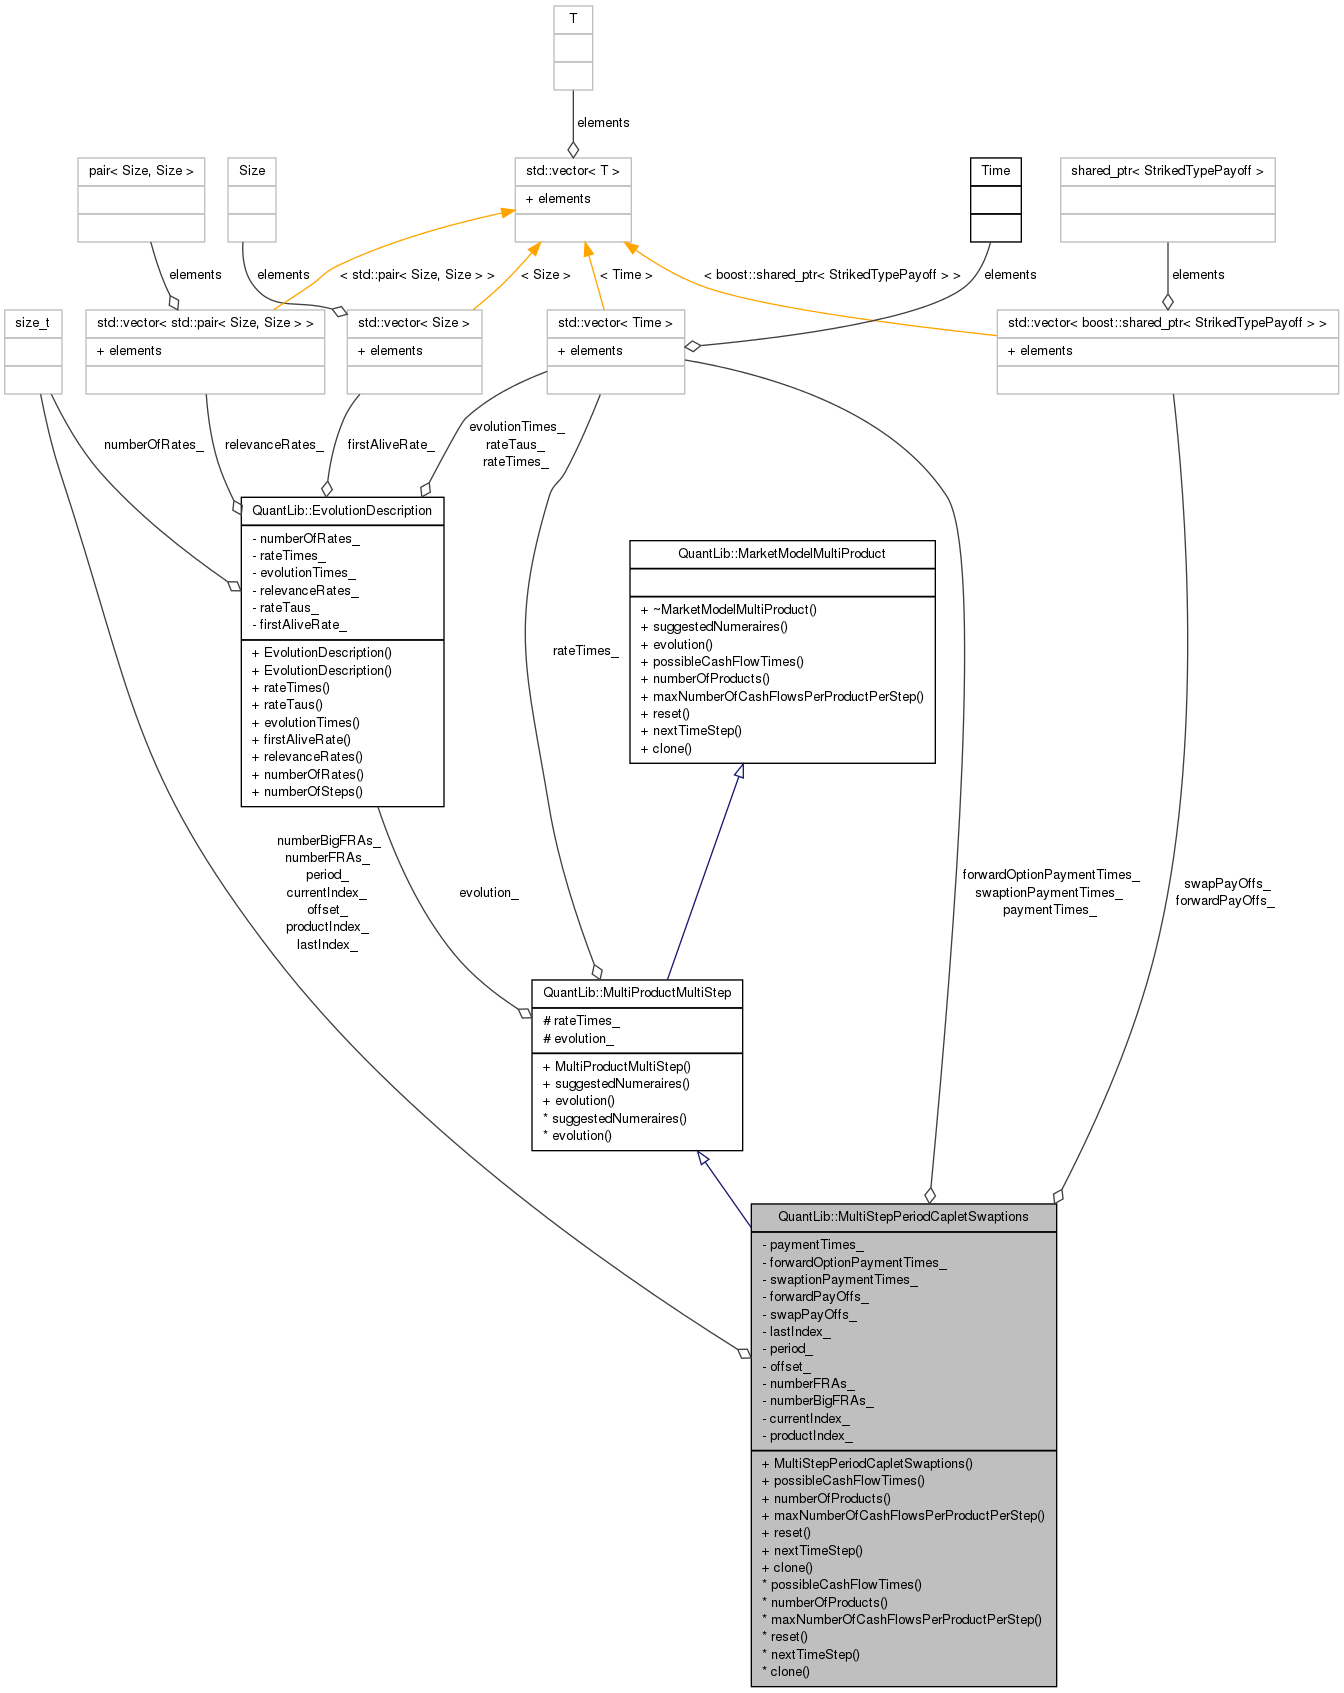 T
elements
pair< Size, Size >
Size
std::vector< T >
+ elements
Time
shared_ptr< StrikedTypePayoff >
elements
elements
< std::pair< Size, Size > >
< Size >
< Time >
< boost::shared_ptr< StrikedTypePayoff > >
elements
elements
size_t
std::vector< std::pair< Size, Size > >
+ elements
std::vector< Size >
+ elements
std::vector< Time >
+ elements
std::vector< boost::shared_ptr< StrikedTypePayoff > >
+ elements
numberOfRates_
relevanceRates_
firstAliveRate_
evolutionTimes_
rateTaus_
rateTimes_
QuantLib::EvolutionDescription
- numberOfRates_
- rateTimes_
- evolutionTimes_
- relevanceRates_
- rateTaus_
- firstAliveRate_
+ EvolutionDescription()
+ EvolutionDescription()
+ rateTimes()
+ rateTaus()
+ evolutionTimes()
+ firstAliveRate()
+ relevanceRates()
+ numberOfRates()
+ numberOfSteps()
rateTimes_
QuantLib::MarketModelMultiProduct
+ ~MarketModelMultiProduct()
+ suggestedNumeraires()
+ evolution()
+ possibleCashFlowTimes()
+ numberOfProducts()
+ maxNumberOfCashFlowsPerProductPerStep()
+ reset()
+ nextTimeStep()
+ clone()
numberBigFRAs_
numberFRAs_
period_
currentIndex_
offset_
productIndex_
lastIndex_
evolution_
forwardOptionPaymentTimes_
swaptionPaymentTimes_
paymentTimes_
swapPayOffs_
forwardPayOffs_
QuantLib::MultiProductMultiStep
# rateTimes_
# evolution_
+ MultiProductMultiStep()
+ suggestedNumeraires()
+ evolution()
* suggestedNumeraires()
* evolution()
QuantLib::MultiStepPeriodCapletSwaptions
- paymentTimes_
- forwardOptionPaymentTimes_
- swaptionPaymentTimes_
- forwardPayOffs_
- swapPayOffs_
- lastIndex_
- period_
- offset_
- numberFRAs_
- numberBigFRAs_
- currentIndex_
- productIndex_
+ MultiStepPeriodCapletSwaptions()
+ possibleCashFlowTimes()
+ numberOfProducts()
+ maxNumberOfCashFlowsPerProductPerStep()
+ reset()
+ nextTimeStep()
+ clone()
* possibleCashFlowTimes()
* numberOfProducts()
* maxNumberOfCashFlowsPerProductPerStep()
* reset()
* nextTimeStep()
* clone()